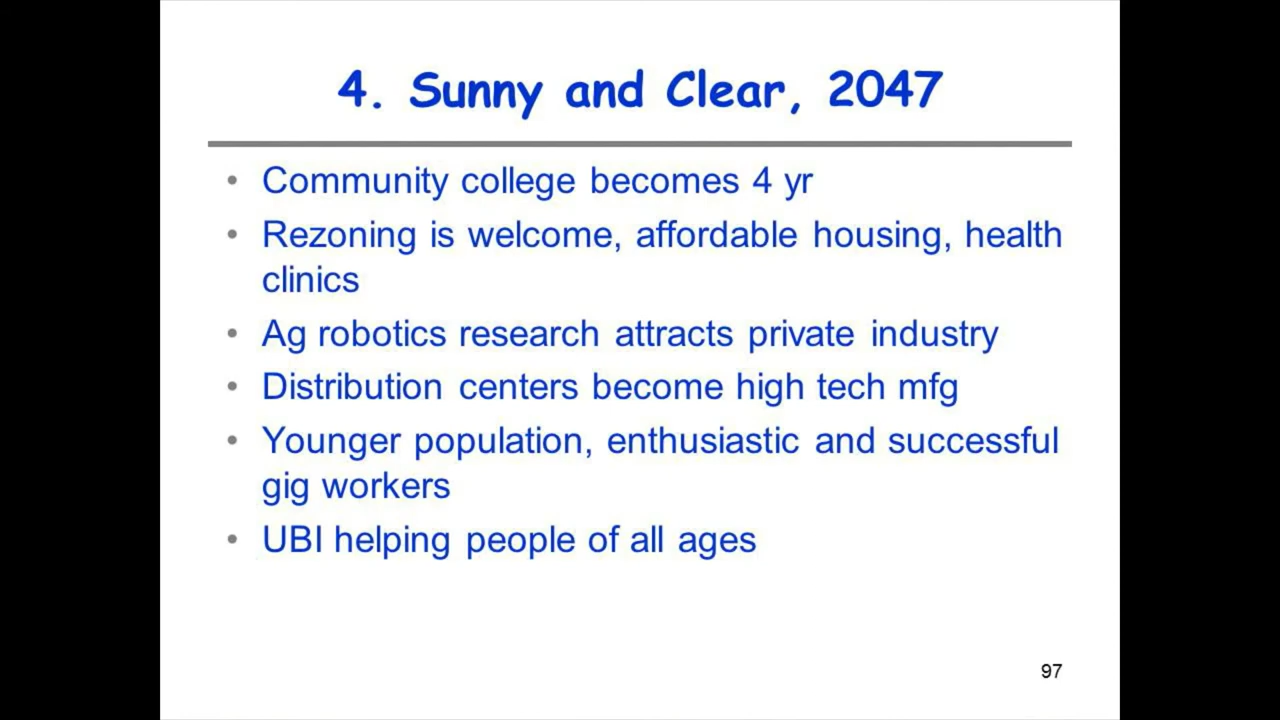 4. Sunny and Clear, 2047
• Community college becomes 4 yr
• Rezoning is welcome, affordable housing, health
clinics
• Ag robotics research attracts private industry
• Distribution centers become high tech mfg
• Younger population, enthusiastic and successful
gig workers
• UBI helping people of all ages
97